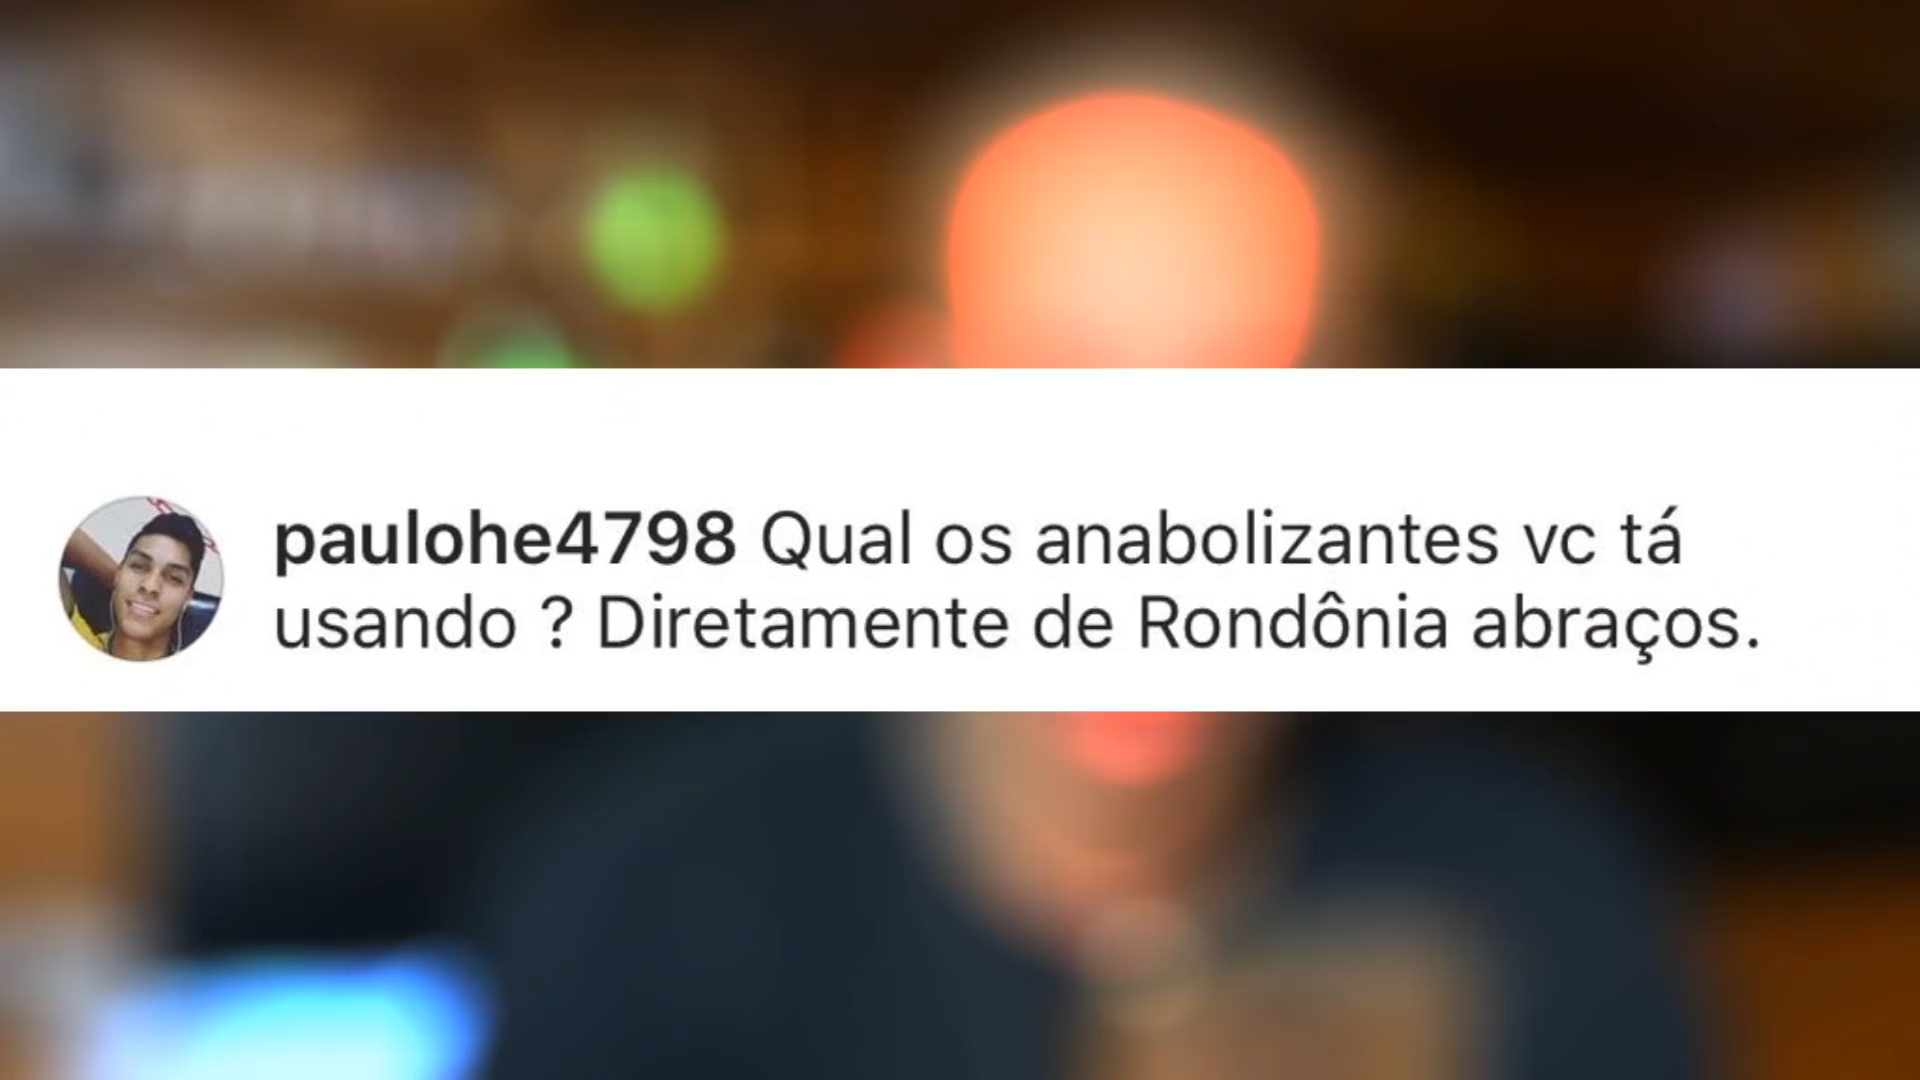 paulohe4798 Qual os anabolizantes vc tá
usando ? Diretamente de Rondônia abraços.